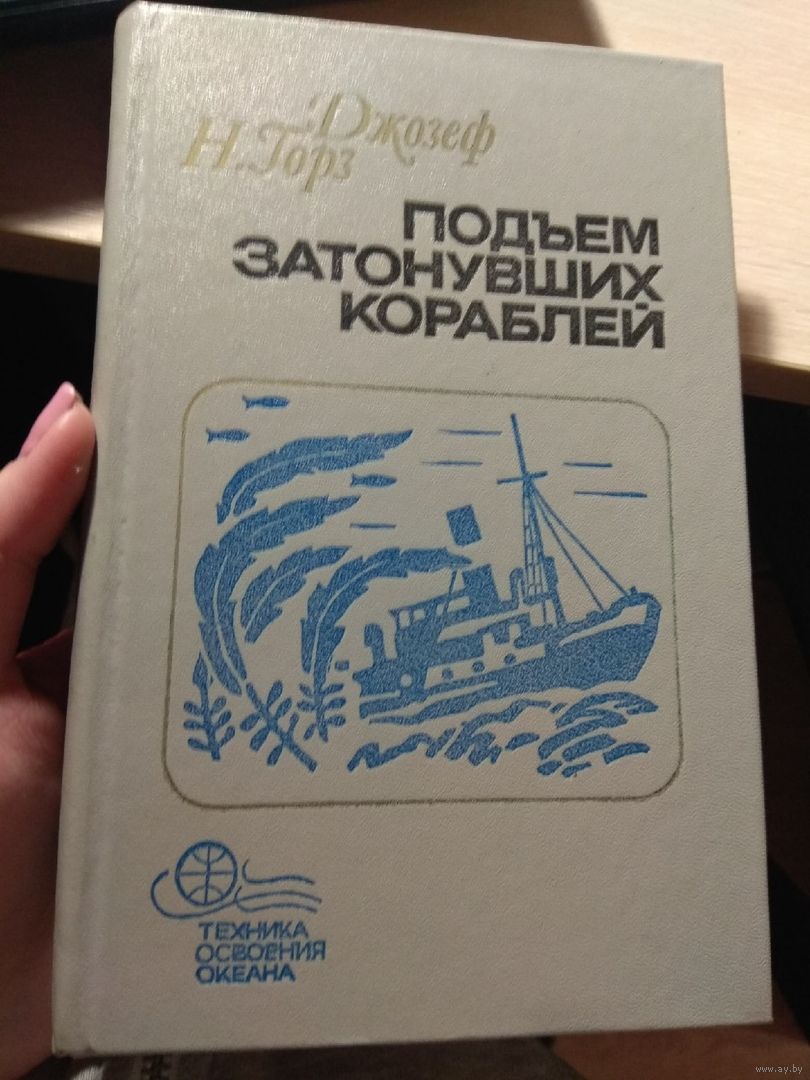 Джозеф
Н. Горз
ПОДЪЕМ
ЗАТОНУВШИХ
КОРАБЛЕЙ
ТЕХНИКА
ОСВОЕНИЯ
ОКЕАНА
www.ay.by